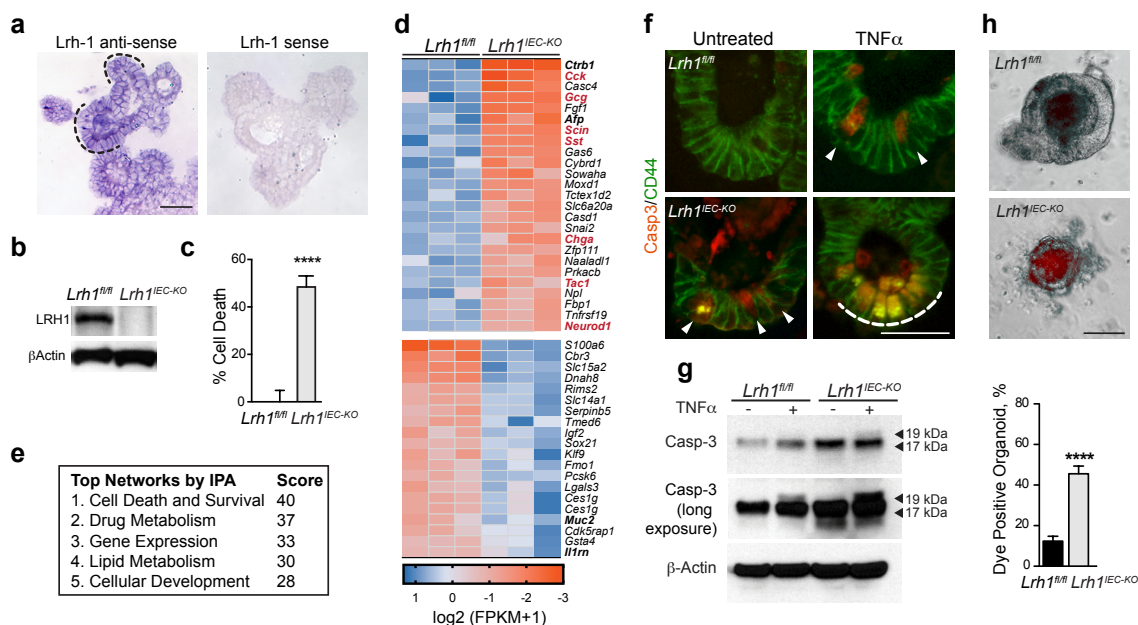 a
Lrh-1 anti-sense
Lrh-1 sense
b
Lrh1fl/fl Lrh1IEC-KO
LRH1
βActin
c
% Cell Death
60
40
20
0
****
Lrh1fl/fl Lrh1IEC-KO
e
Top Networks by IPA Score
1. Cell Death and Survival 40
2. Drug Metabolism 37
3. Gene Expression 33
4. Lipid Metabolism 30
5. Cellular Development 28
d
Lrh1fl/fl Lrh1IEC-KO
Ctrb1
Cck
Casc4
Gcg
Fgf1
Afp
Scin
Sst
Gas6
Cybrd1
Sowaha
Moxd1
Tctex1d2
Slc6a20a
Casd1
Snai2
Chga
Zfp111
Naaladl1
Prkacb
Tac1
Npl
Fbp1
Tnfrsf19
Neurod1
S100a6
Cbr3
Slc15a2
Dnah8
Rims2
Slc14a1
Serpinb5
Tmed6
Igf2
Sox21
Klf9
Fmo1
Pcsk6
Lgals3
Ces1g
Ces1g
Muc2
Cdk5rap1
Gsta4
Il1rn
1 0 -1 -2 -3
log2 (FPKM+1)
f
Untreated TNFα
Casp3/CD44
Lrh1fl/fl
Lrh1IEC-KO
g
Lrh1fl/fl Lrh1IEC-KO
TNFα - + - +
Casp-3
19 kDa
17 kDa
Casp-3
(long
exposure)
19 kDa
17 kDa
β-Actin
h
Lrh1fl/fl
Lrh1IEC-KO
Dye Positive Organoid, %
80
60
40
20
0
****
Lrh1fl/fl Lrh1IEC-KO